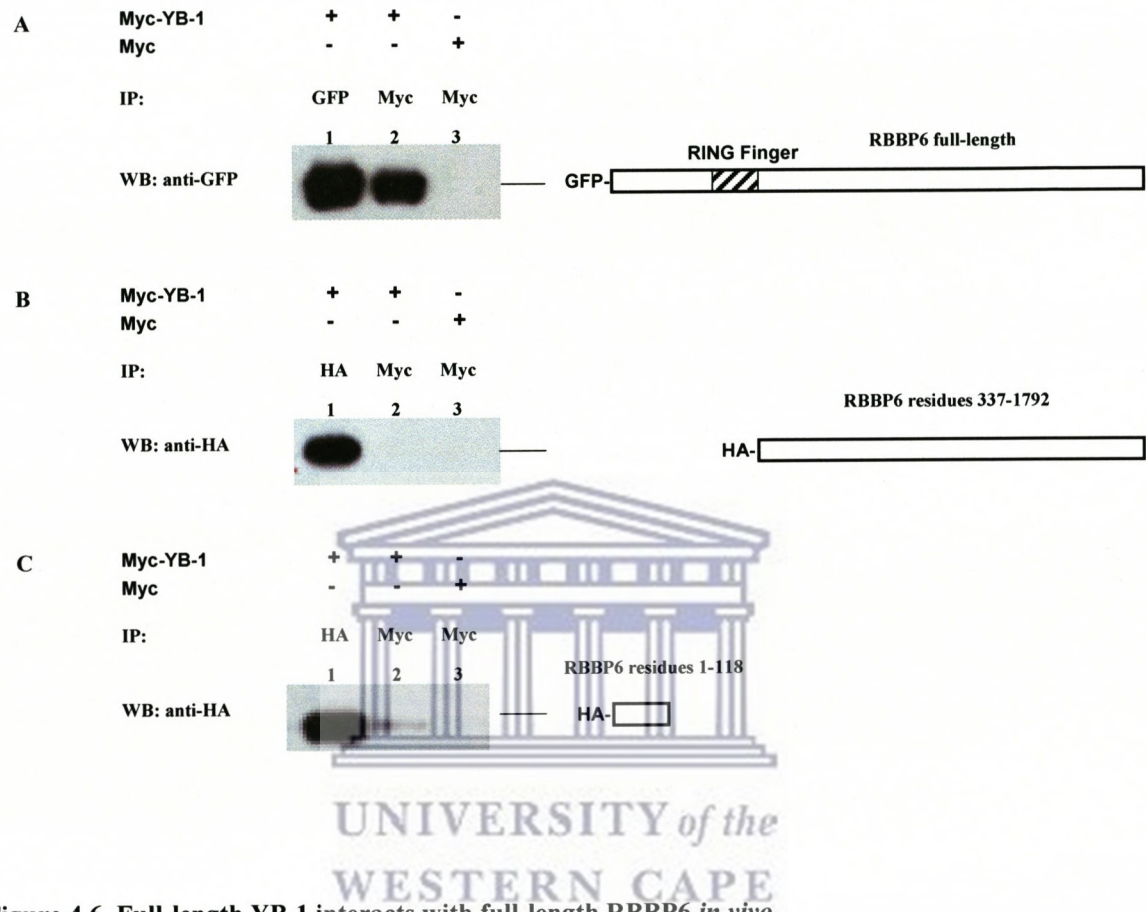 A
Myc-YB-1 + + -
Myc - - +
IP: GFP Myc Myc
1 2 3
WB: anti-GFP
RBBP6 full-length
RING Finger
GFP-
B
Myc-YB-1 + + -
Myc - - +
IP: HA Myc Myc
1 2 3
WB: anti-HA
RBBP6 residues 337-1792
HA-
C
Myc-YB-1 + + -
Myc - - +
IP: HA Myc Myc
1 2 3
WB: anti-HA
RBBP6 residues 1-118
HA-
UNIVERSITY of the
WESTERN CAPE
Figure 4.6 Full-length YB-1 interacts with full-length RBBP6 in vivo